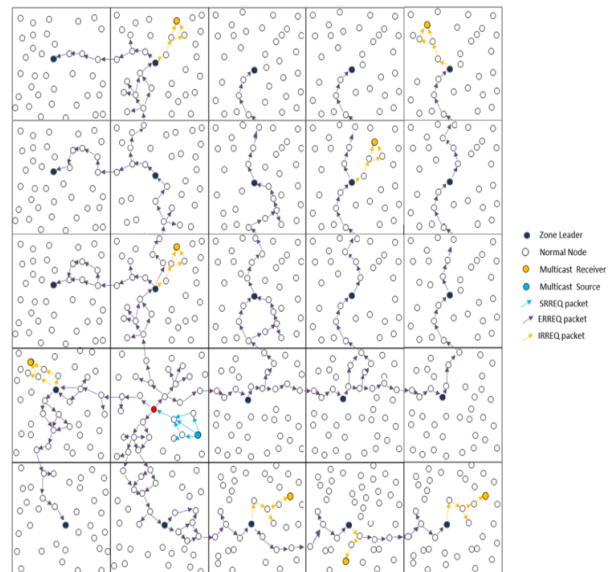 Zone Leader
Normal Node
Multicast Receiver
Multicast Source
SRREQ packet
ERREQ packet
IRREQ packet